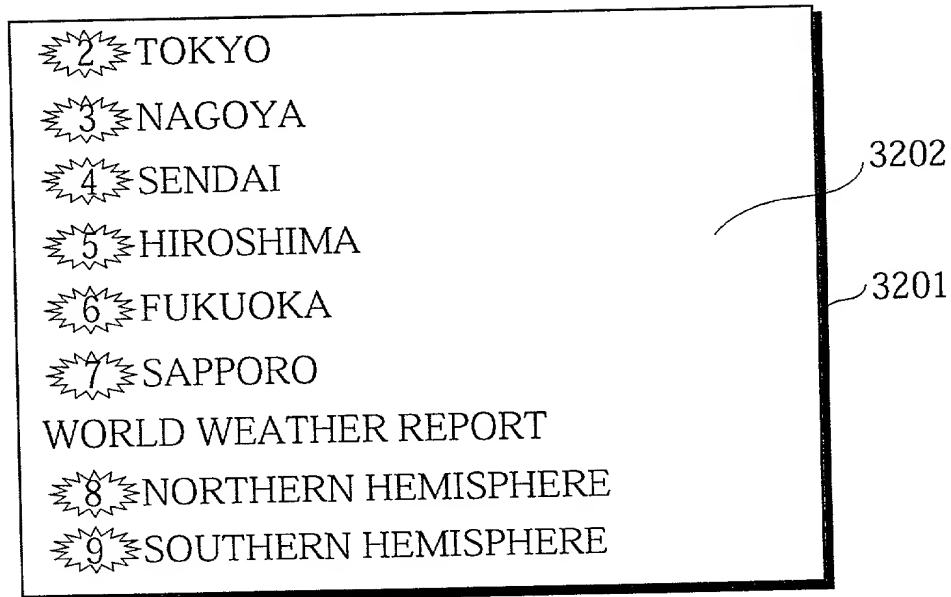 2 TOKYO
3 NAGOYA
4 SENDAI
3202
5 HIROSHIMA
3201
6 FUKUOKA
7 SAPPORO
WORLD WEATHER REPORT
8 NORTHERN HEMISPHERE
9 SOUTHERN HEMISPHERE